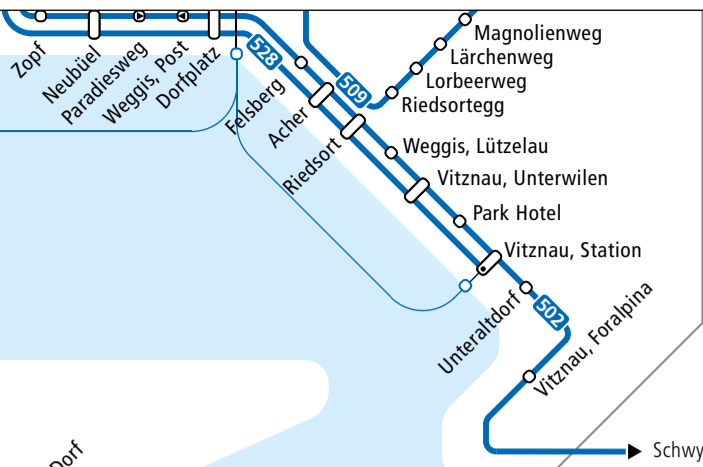 Zopf
Neubüel
Paradiesweg
Weggis, Post
Dorfplatz
528
Felsberg
Acher
Riedsort
509
Magnolienweg
Lärchenweg
Lorbeerweg
Riedsortegg
Weggis, Lützelau
Vitznau, Unterwilen
Park Hotel
Vitznau, Station
Unteraltdorf
502
Vitznau, Foralpina
Schwy
Dorf